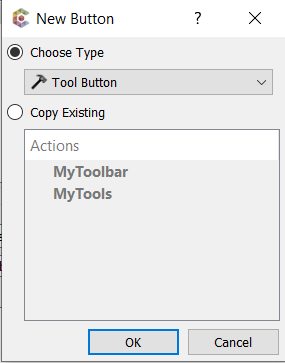 New Button
?
Choose Type
Tool Button
Copy Existing
Actions
MyToolbar
MyTools
OK
Cancel